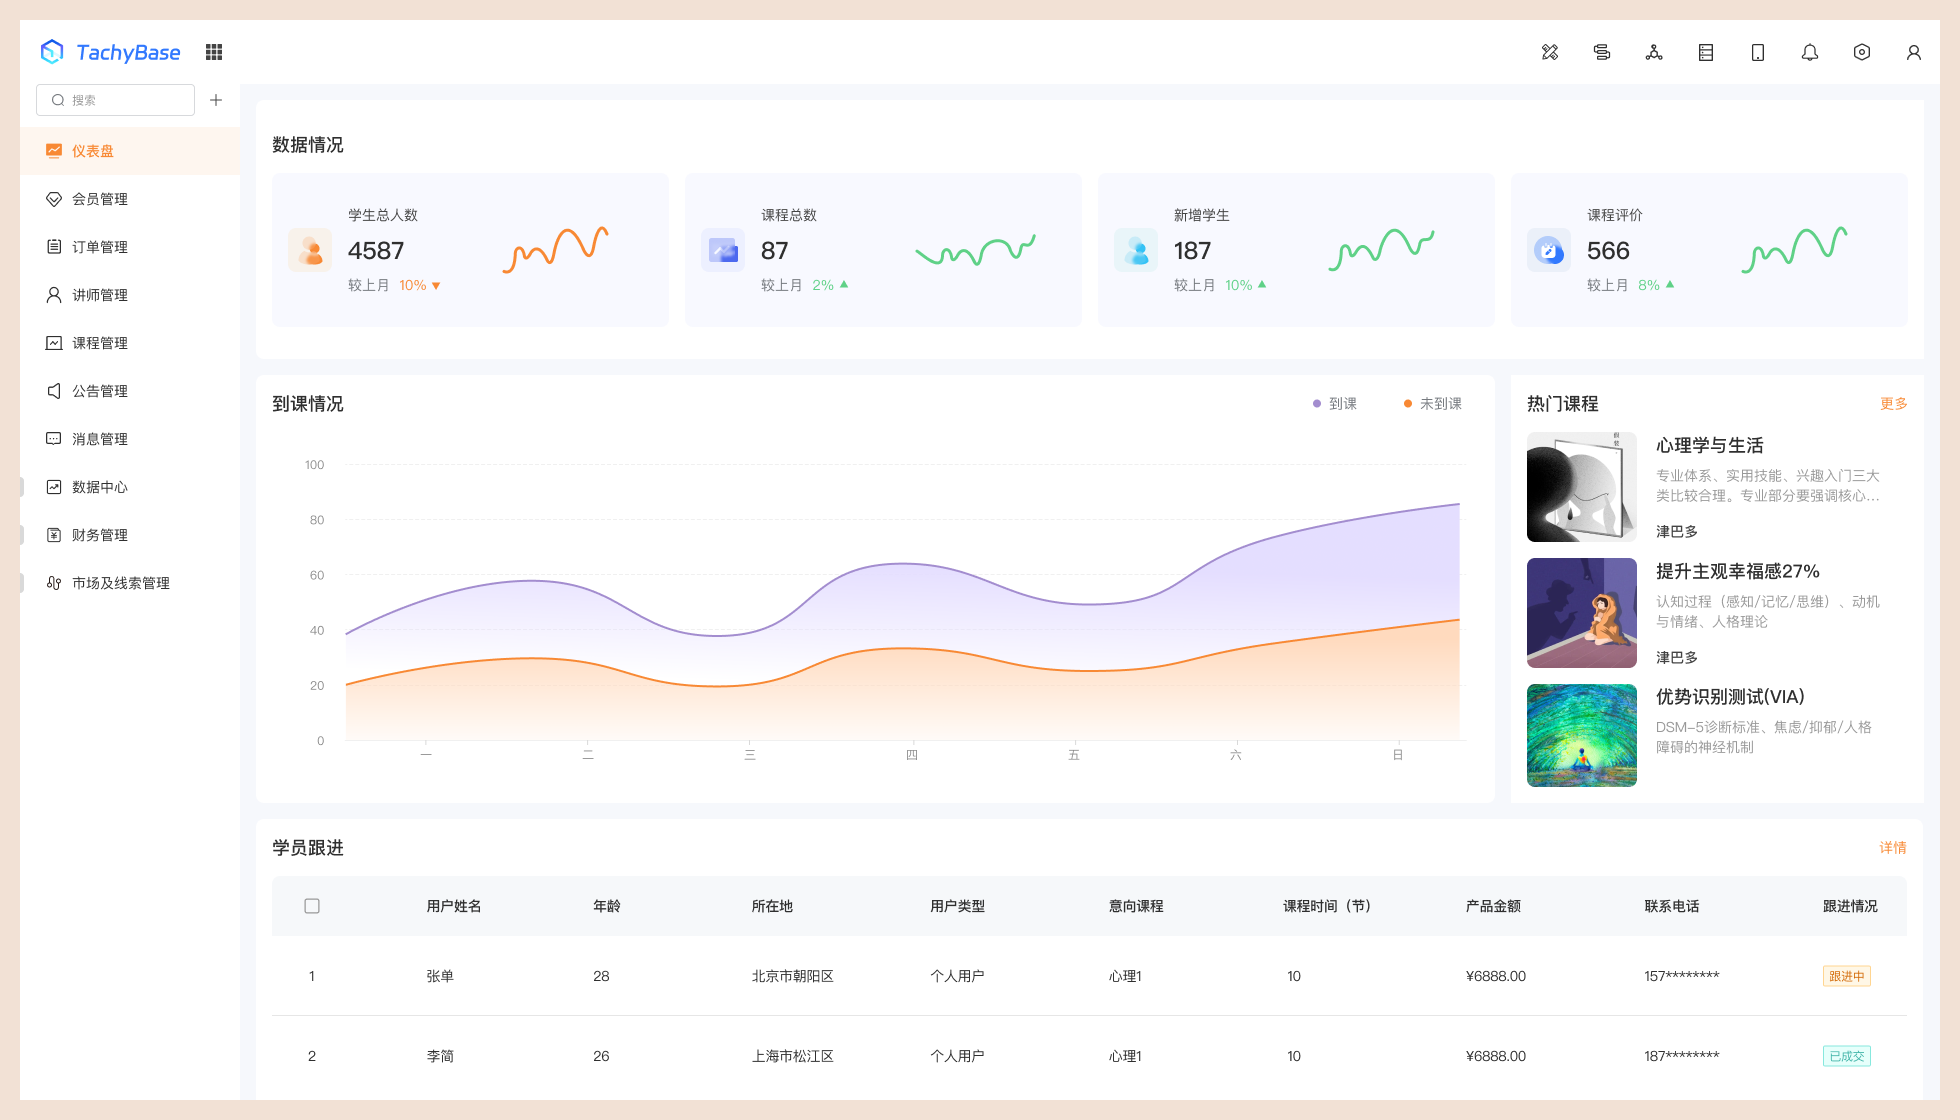 TachyBase
搜索
仪表盘
会员管理
订单管理
讲师管理
课程管理
公告管理
消息管理
数据中心
财务管理
市场及线索管理
数据情况
学生总人数
4587
较上月 10% ▼
课程总数
87
较上月 2% ▲
新增学生
187
较上月 10% ▲
课程评价
566
较上月 8% ▲
到课情况
到课 未到课
100
80
60
40
20
0
一 二 三 四 五 六 日
热门课程 更多
心理学与生活
专业体系、实用技能、兴趣入门三大
类比较合理。专业部分要强调核心...
津巴多
提升主观幸福感27%
认知过程（感知/记忆/思维）、动机
与情绪、人格理论
津巴多
优势识别测试(VIA)
DSM-5诊断标准、焦虑/抑郁/人格
障碍的神经机制
学员跟进 详情
用户姓名 年龄 所在地 用户类型 意向课程 课程时间（节） 产品金额 联系电话 跟进情况
1 张单 28 北京市朝阳区 个人用户 心理1 10 ¥6888.00 157******** 跟进中
2 李简 26 上海市松江区 个人用户 心理1 10 ¥6888.00 187******** 已成交